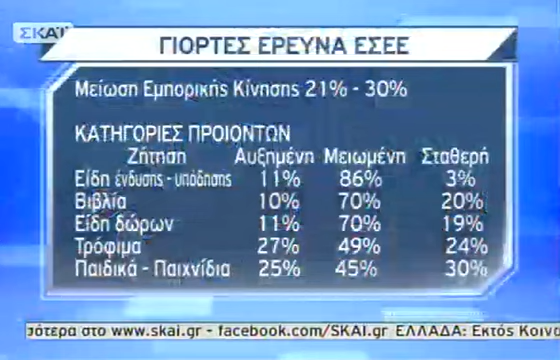 ΣΚΑΪ
ΓΙΟΡΤΕΣ ΕΡΕΥΝΑ ΕΣΕΕ
Μείωση Εμπορικής Κίνησης 21% - 30%
ΚΑΤΗΓΟΡΙΕΣ ΠΡΟΙΟΝΤΩΝ
Ζήτηση Αυξημένη Μειωμένη Σταθερή
Είδη ένδυσης - υπόδησης 11% 86% 3%
Βιβλία 10% 70% 20%
Είδη δώρων 11% 70% 19%
Τρόφιμα 27% 49% 24%
Παιδικά - Παιχνίδια 25% 45% 30%
σότερα στο www.skai.gr - facebook.com/SKAI.gr ΕΛΛΑΔΑ: Εκτός Κοινο